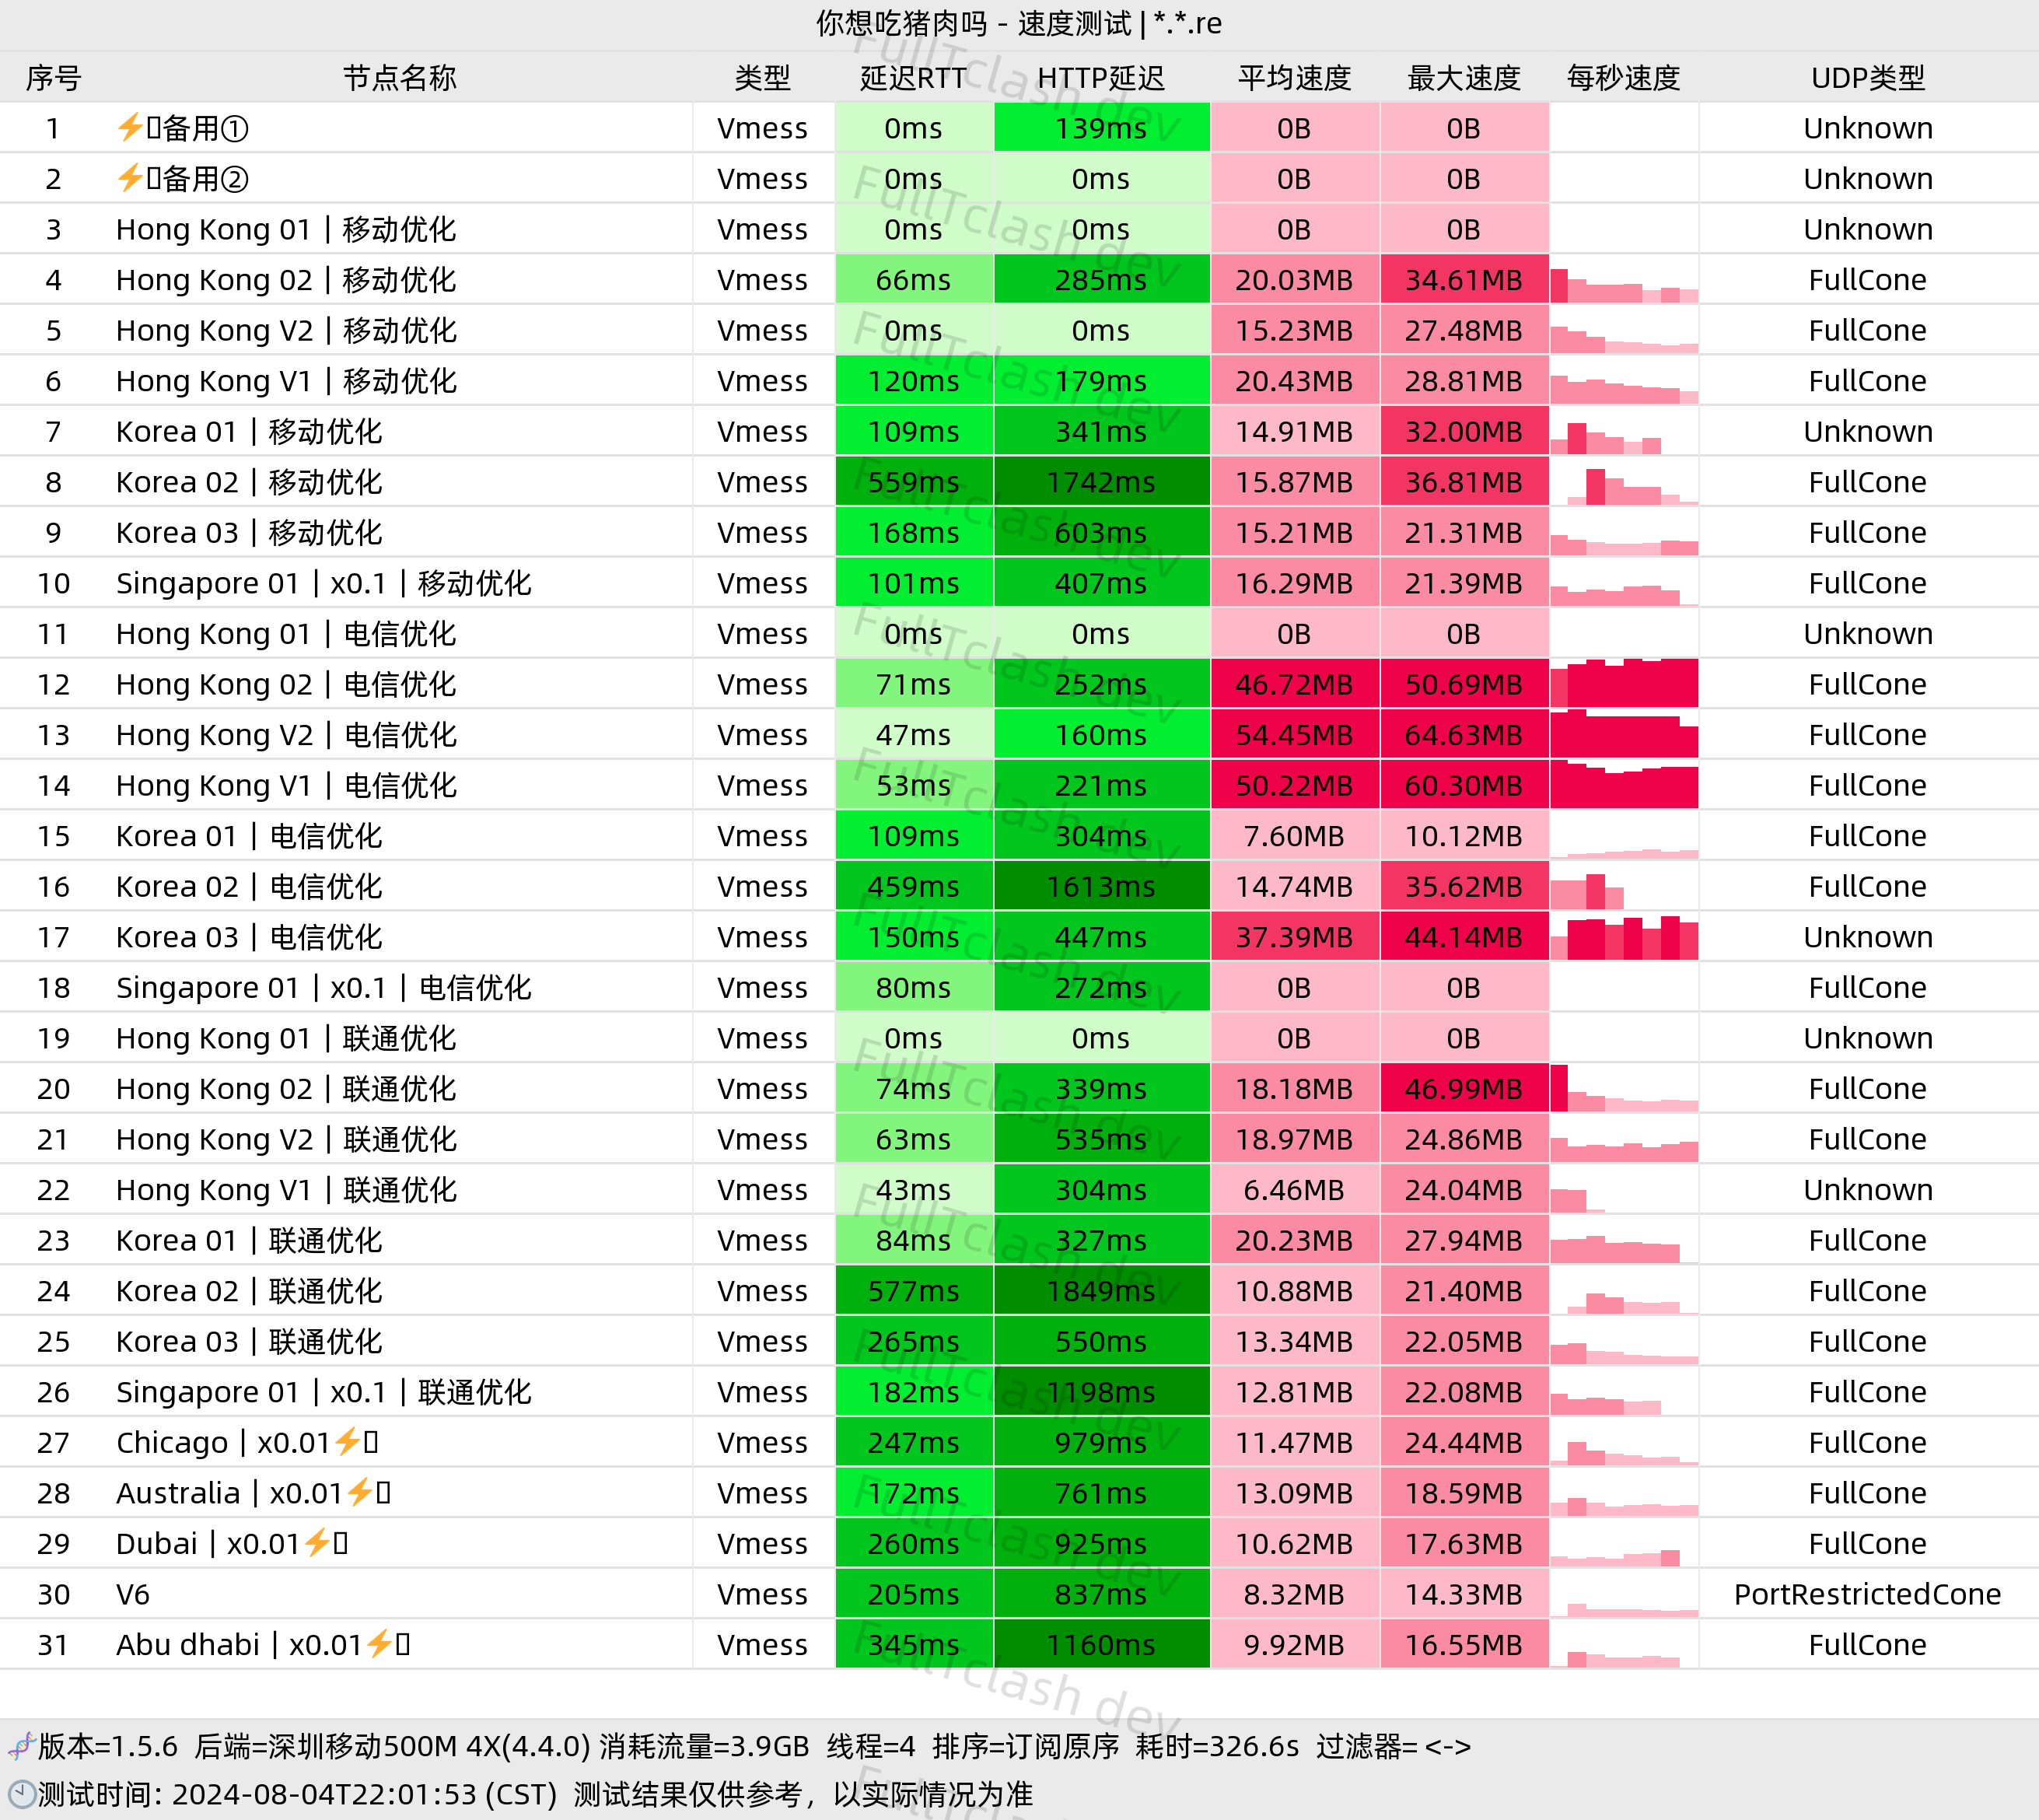 你想吃猪肉吗 - 速度测试 | *.*.re
序号 节点名称 类型 延迟RTT HTTP延迟 平均速度 最大速度 每秒速度 UDP类型
1 ⚡备用① Vmess 0ms 139ms 0B 0B Unknown
2 ⚡备用② Vmess 0ms 0ms 0B 0B Unknown
3 Hong Kong 01 | 移动优化 Vmess 0ms 0ms 0B 0B Unknown
4 Hong Kong 02 | 移动优化 Vmess 66ms 285ms 20.03MB 34.61MB FullCone
5 Hong Kong V2 | 移动优化 Vmess 0ms 0ms 15.23MB 27.48MB FullCone
6 Hong Kong V1 | 移动优化 Vmess 120ms 179ms 20.43MB 28.81MB FullCone
7 Korea 01 | 移动优化 Vmess 109ms 341ms 14.91MB 32.00MB Unknown
8 Korea 02 | 移动优化 Vmess 559ms 1742ms 15.87MB 36.81MB FullCone
9 Korea 03 | 移动优化 Vmess 168ms 603ms 15.21MB 21.31MB FullCone
10 Singapore 01 | x0.1 | 移动优化 Vmess 101ms 407ms 16.29MB 21.39MB FullCone
11 Hong Kong 01 | 电信优化 Vmess 0ms 0ms 0B 0B Unknown
12 Hong Kong 02 | 电信优化 Vmess 71ms 252ms 46.72MB 50.69MB FullCone
13 Hong Kong V2 | 电信优化 Vmess 47ms 160ms 54.45MB 64.63MB FullCone
14 Hong Kong V1 | 电信优化 Vmess 53ms 221ms 50.22MB 60.30MB FullCone
15 Korea 01 | 电信优化 Vmess 109ms 304ms 7.60MB 10.12MB FullCone
16 Korea 02 | 电信优化 Vmess 459ms 1613ms 14.74MB 35.62MB FullCone
17 Korea 03 | 电信优化 Vmess 150ms 447ms 37.39MB 44.14MB Unknown
18 Singapore 01 | x0.1 | 电信优化 Vmess 80ms 272ms 0B 0B FullCone
19 Hong Kong 01 | 联通优化 Vmess 0ms 0ms 0B 0B Unknown
20 Hong Kong 02 | 联通优化 Vmess 74ms 339ms 18.18MB 46.99MB FullCone
21 Hong Kong V2 | 联通优化 Vmess 63ms 535ms 18.97MB 24.86MB FullCone
22 Hong Kong V1 | 联通优化 Vmess 43ms 304ms 6.46MB 24.04MB Unknown
23 Korea 01 | 联通优化 Vmess 84ms 327ms 20.23MB 27.94MB FullCone
24 Korea 02 | 联通优化 Vmess 577ms 1849ms 10.88MB 21.40MB FullCone
25 Korea 03 | 联通优化 Vmess 265ms 550ms 13.34MB 22.05MB FullCone
26 Singapore 01 | x0.1 | 联通优化 Vmess 182ms 1198ms 12.81MB 22.08MB FullCone
27 Chicago | x0.01⚡ Vmess 247ms 979ms 11.47MB 24.44MB FullCone
28 Australia | x0.01⚡ Vmess 172ms 761ms 13.09MB 18.59MB FullCone
29 Dubai | x0.01⚡ Vmess 260ms 925ms 10.62MB 17.63MB FullCone
30 V6 Vmess 205ms 837ms 8.32MB 14.33MB PortRestrictedCone
31 Abu dhabi | x0.01⚡ Vmess 345ms 1160ms 9.92MB 16.55MB FullCone
🧬版本=1.5.6 后端=深圳移动500M 4X(4.4.0) 消耗流量=3.9GB 线程=4 排序=订阅原序 耗时=326.6s 过滤器= <->
🕙测试时间: 2024-08-04T22:01:53 (CST) 测试结果仅供参考，以实际情况为准
FullTclash dev